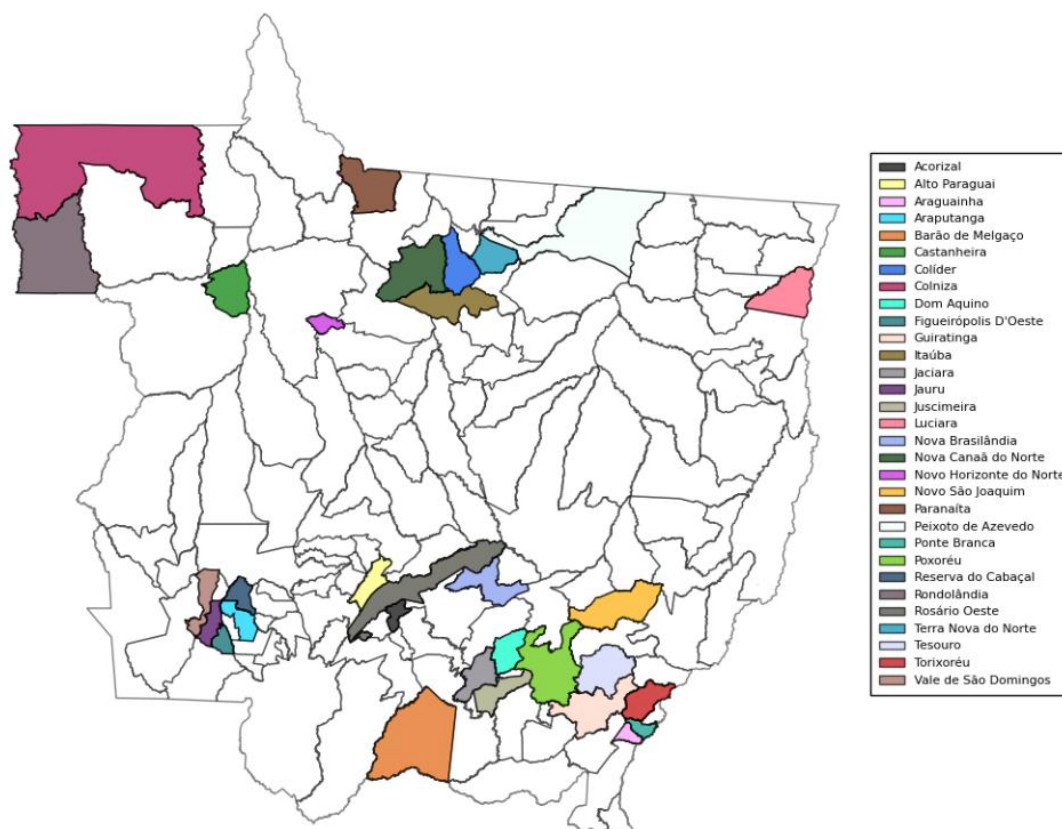 Acorizal
Alto Paraguai
Araguainha
Araputanga
Barão de Melgaço
Castanheira
Colíder
Colniza
Dom Aquino
Figueirópolis D'Oeste
Guiratinga
Itaúba
Jaciara
Jauru
Juscimeira
Luciara
Nova Brasilândia
Nova Canaã do Norte
Novo Horizonte do Norte
Novo São Joaquim
Paranaíta
Peixoto de Azevedo
Ponte Branca
Poxoréu
Reserva do Cabaçal
Rondolândia
Rosário Oeste
Terra Nova do Norte
Tesouro
Torixoréu
Vale de São Domingos